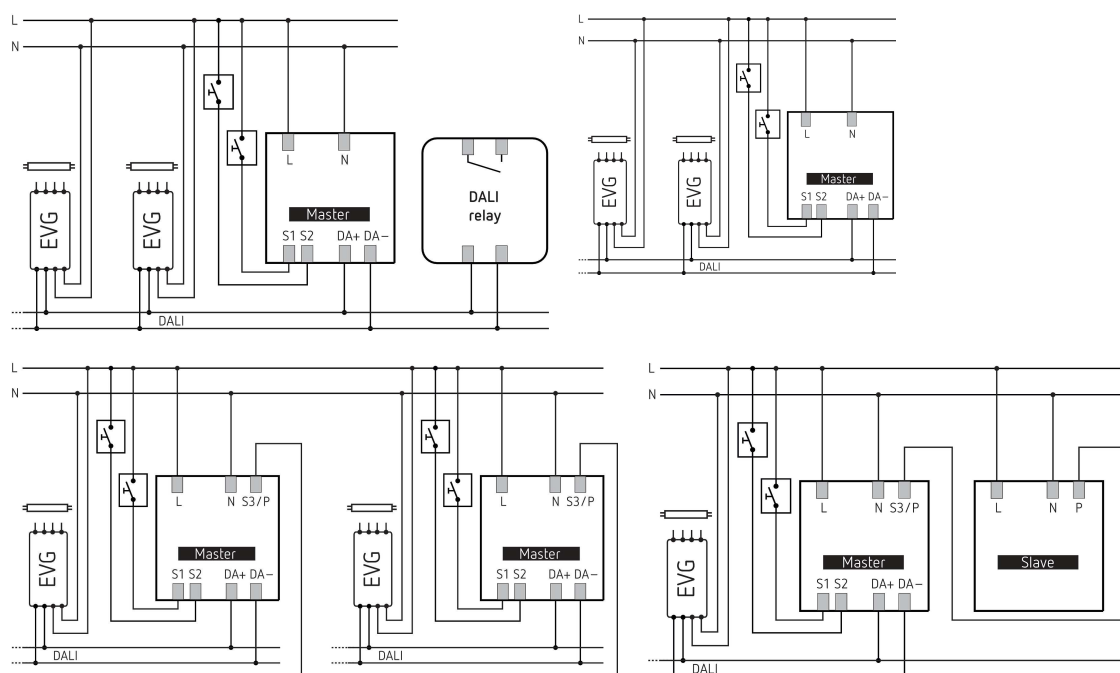 L
N
L N
Master
S1 S2 DA+ DA−
EVG
EVG
DALI
DALI
relay
L
N
L N
Master
S1 S2 DA+ DA−
EVG
EVG
DALI
L
N
L N S3/P
Master
S1 S2 DA+ DA−
EVG
DALI
L N S3/P
Master
S1 S2 DA+ DA−
EVG
DALI
L
N
L N S3/P
Master
S1 S2 DA+ DA−
EVG
DALI
L N P
Slave